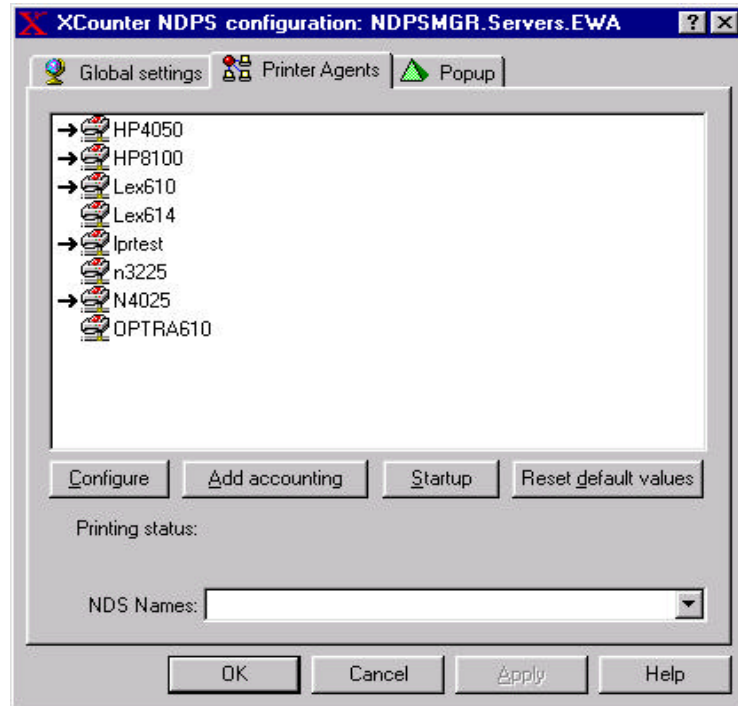 XCounter NDPS configuration: NDPSMGR.Servers.EWA
Global settings Printer Agents Popup
HP4050
HP8100
Lex610
Lex614
lprtest
n3225
N4025
OPTRA610
Configure Add accounting Startup Reset default values
Printing status:
NDS Names:
OK Cancel Apply Help